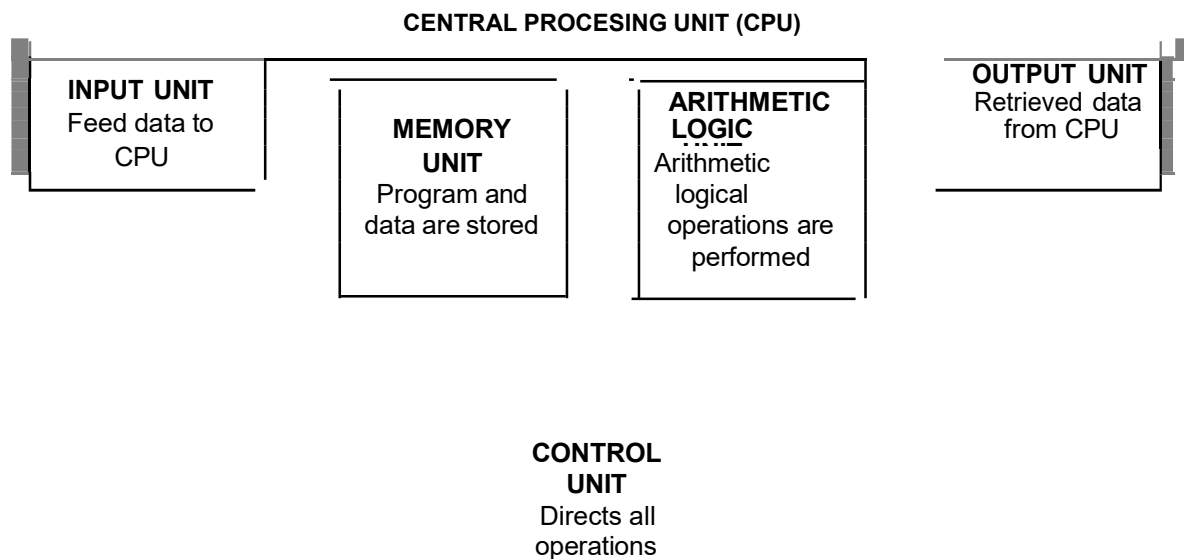 CENTRAL PROCESING UNIT (CPU)
INPUT UNIT
Feed data to
CPU
MEMORY
UNIT
Program and
data are stored
ARITHMETIC
LOGIC
Arithmetic
logical
operations are
performed
OUTPUT UNIT
Retrieved data
from CPU
CONTROL
UNIT
Directs all
operations